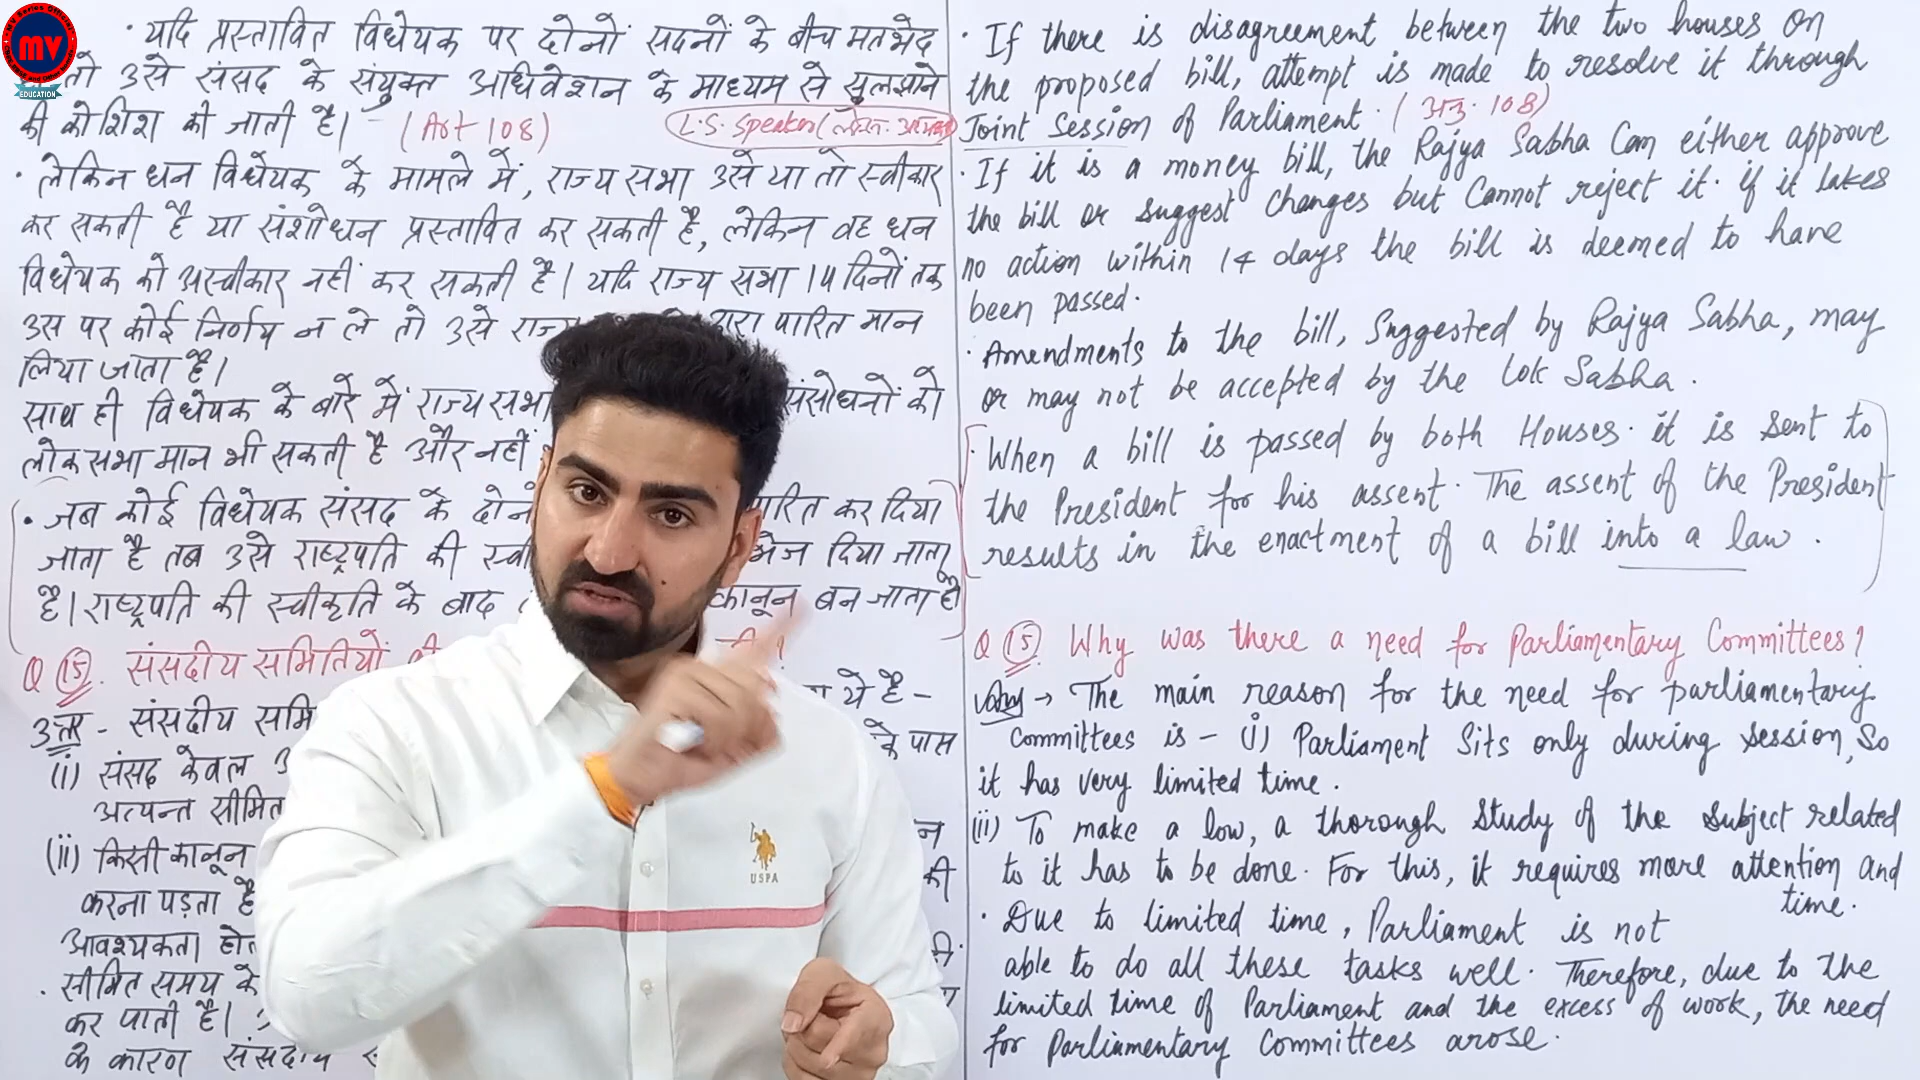 MV
EDUCATION
· यदि प्रस्तावित विधेयक पर दोनों सदनों के बीच मतभेद
तो उसे संसद के संयुक्त अधिवेशन के माध्यम से सुलझाने
की कोशिश की जाती है। - (Art 108)
L.S. Speaker (लोक.
· लेकिन धन विधेयक के मामले में, राज्य सभा उसे या तो स्वीकार
कर सकती है या संशोधन प्रस्तावित कर सकती है, लेकिन वह धन
विधेयक को अस्वीकार नहीं कर सकती है। यदि राज्य सभा 14 दिनों तक
उस पर कोई निर्णय न ले तो उसे पारित मान
लिया जाता है।
साथ ही विधेयक के बारे में राज्य सभा संसोधनों को
लोकसभा मान भी सकती है और नहीं
· जब कोई विधेयक संसद के कर दिया
जाता है तब उसे राष्ट्रपति की दिया जाता
है। राष्ट्रपति की स्वीकृति के बाद कानून बन जाता है
Q (15). संसदीय समितियों
उत्तर - संसदीय ये है -
(i) संसद केवल के पास
अत्यन्त सीमित
(ii) किसी कानून
करना पड़ता है की
आवश्यकता
· सीमित समय के
कर पाती है।
के कारण संसदीय
· If there is disagreement between the two houses on
the proposed bill, attempt is made to resolve it through
Joint Session of Parliament. (अनु. 108)
· If it is a money bill, the Rajya Sabha Can either approve
the bill or suggest changes but Cannot reject it. if it takes
no action within 14 days the bill is deemed to have
been passed.
· Amendments to the bill, Suggested by Rajya Sabha, may
or may not be accepted by the Lok Sabha.
· When a bill is passed by both Houses. it is sent to
the President for his assent. The assent of the President
results in the enactment of a bill into a law.
Q (15). Why was there a need for Parliamentary Committees?
Ans → The main reason for the need for parliamentary
Committees is - (i) Parliament Sits only during session, So
it has very limited time.
(ii) To make a low, a thorough study of the subject related
to it has to be done. For this, it requires more attention and
time.
· Due to limited time, Parliament is not
able to do all these tasks well. Therefore, due to the
limited time of Parliament and the excess of work, the need
for Parliamentary Committees arose.
USPA